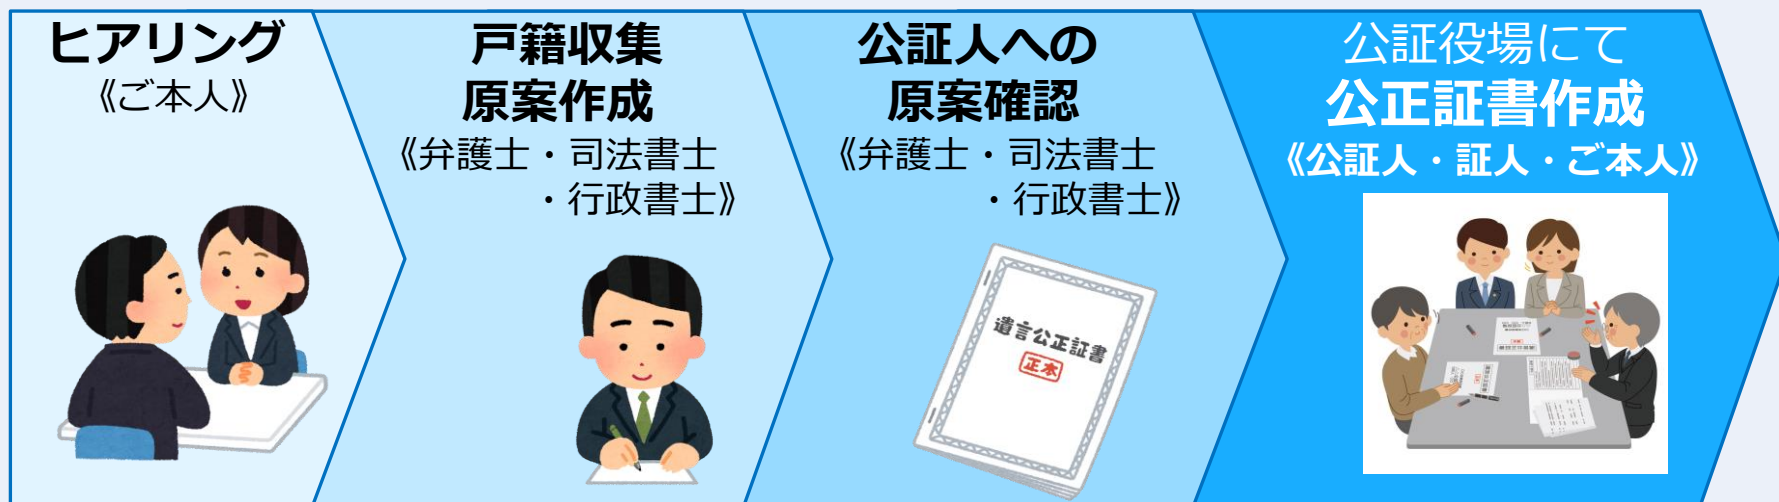 ヒアリング
《ご本人》
戸籍収集
原案作成
《弁護士・司法書士
・行政書士》
公証人への
原案確認
《弁護士・司法書士
・行政書士》
遺言公正証書
正本
公証役場にて
公正証書作成
《公証人・証人・ご本人》